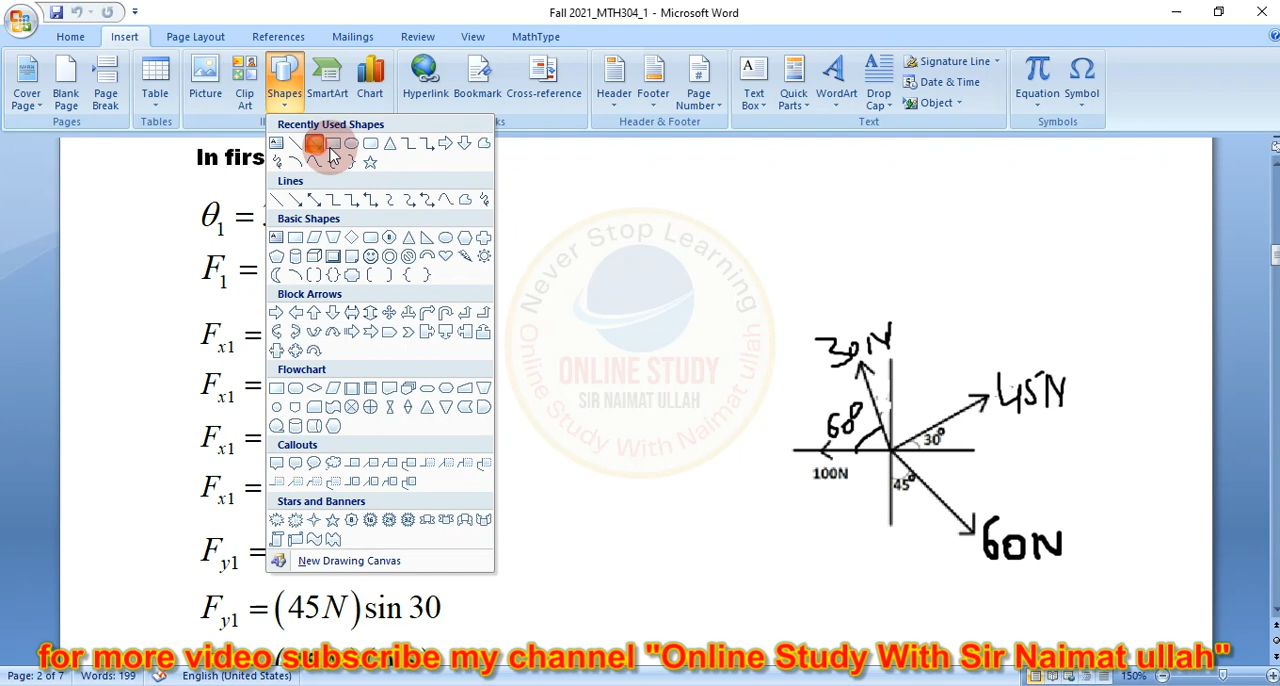 Fall 2021_MTH304_1 - Microsoft Word
Home Insert Page Layout References Mailings Review View MathType
Cover Page Blank Page Page Break Table Picture Clip Art Shapes SmartArt Chart Hyperlink Bookmark Cross-reference Header Footer Page Number Text Box Quick Parts WordArt Drop Cap Signature Line Date & Time Object Equation Symbol
Pages Tables Header & Footer Text Symbols
Recently Used Shapes
Lines
Basic Shapes
Block Arrows
Flowchart
Callouts
Stars and Banners
New Drawing Canvas
In firs
θ1 =
F1 =
Fx1 =
Fx1 =
Fx1 =
Fx1 =
Fy1 =
Fy1 = (45N) sin 30
Never Stop Learning
ONLINE STUDY
SIR NAIMAT ULLAH
Online Study With Sir Naimat ullah
30N
45N
60
30°
100N
45°
60N
for more video subscribe my channel "Online Study With Sir Naimat ullah"
Page: 2 of 7 Words: 199 English (United States) 150%